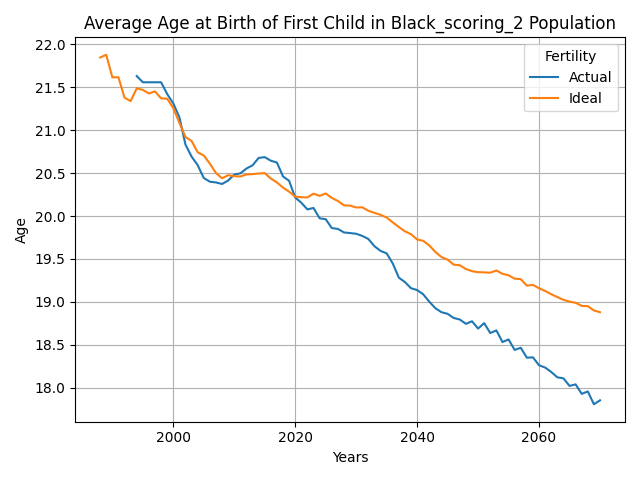 Average Age at Birth of First Child in Black_scoring_2 Population
Fertility
Actual
Ideal
22.0
21.5
21.0
20.5
20.0
19.5
19.0
18.5
18.0
Age
2000
2020
2040
2060
Years